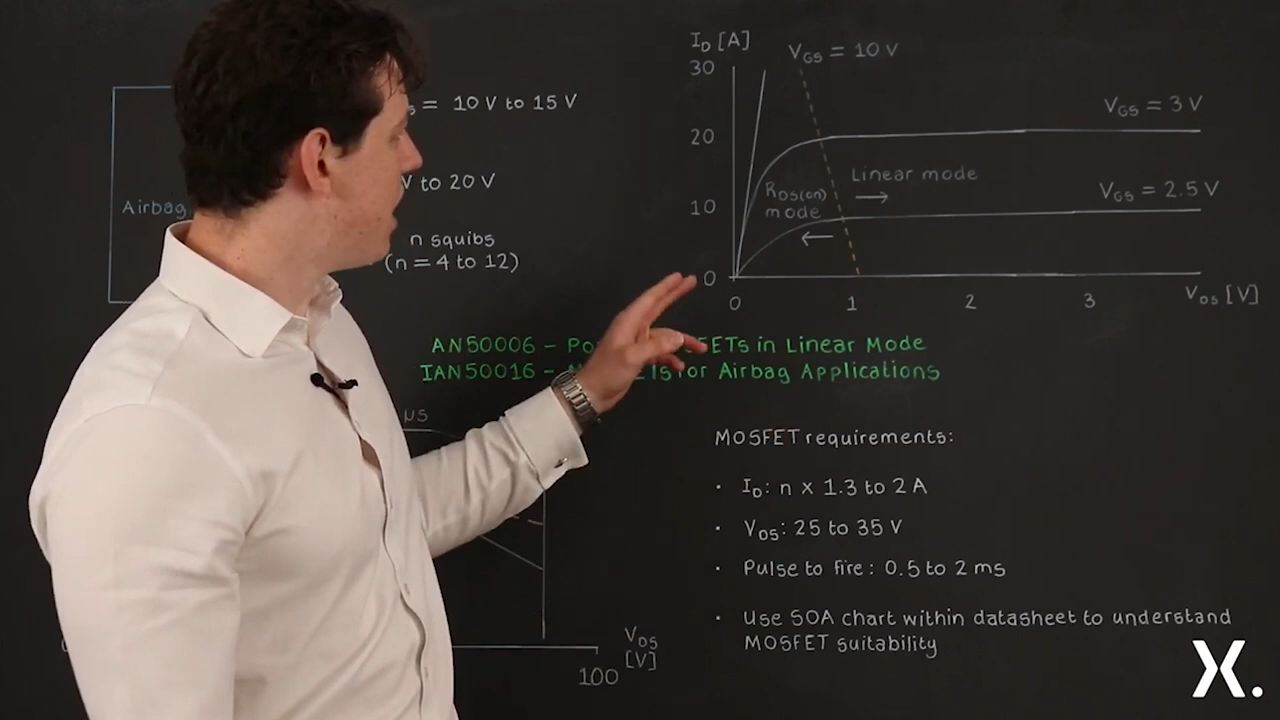 = 10 V to 15 V
V to 20 V
Airbag
n squibs
(n = 4 to 12)
I_D [A]
30
20
10
0
V_GS = 10 V
V_GS = 3 V
Linear mode
R_DS(on)
mode
V_GS = 2.5 V
0 1 2 3
V_DS [V]
AN50006 – in Linear Mode
IAN50016 – for Airbag Applications
µs
V_DS
[V]
100
MOSFET requirements:
· I_D: n x 1.3 to 2 A
· V_DS: 25 to 35 V
· Pulse to fire: 0.5 to 2 ms
· Use SOA chart within datasheet to understand
MOSFET suitability
X.